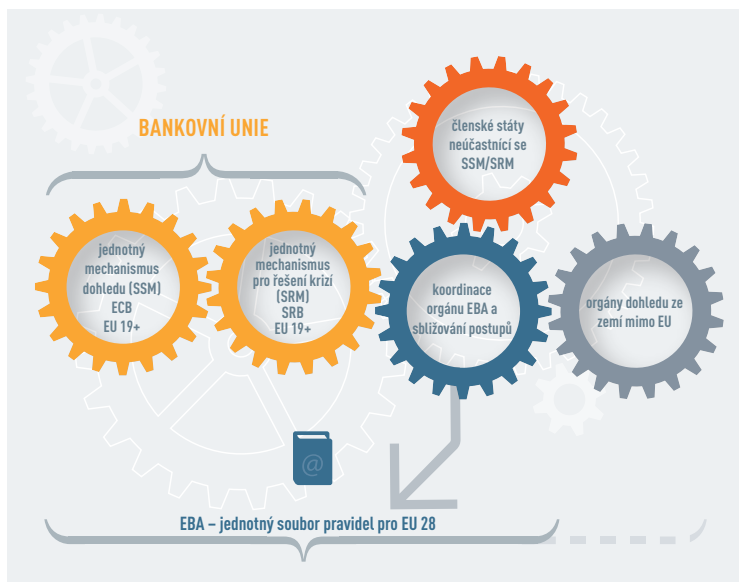 BANKOVNÍ UNIE
členské státy
neúčastnící se
SSM/SRM
jednotný
mechanismus
dohledu (SSM)
ECB
EU 19+
jednotný
mechanismus
pro řešení krizí
(SRM)
SRB
EU 19+
koordinace
orgánu EBA a
sbližování postupů
orgány dohledu ze
zemí mimo EU
@
EBA – jednotný soubor pravidel pro EU 28